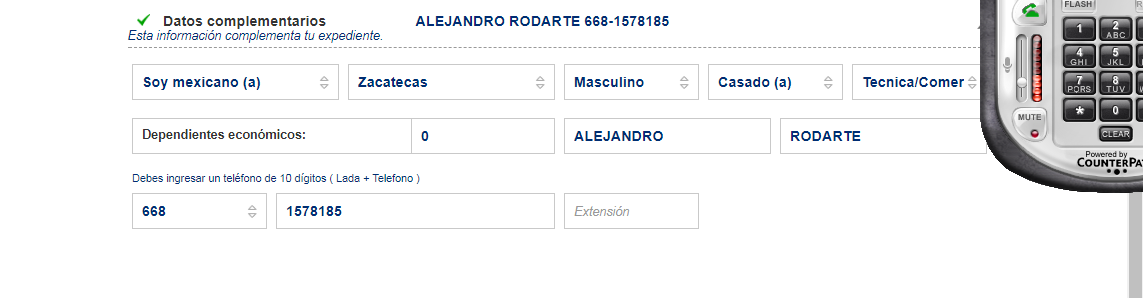 Datos complementarios ALEJANDRO RODARTE 668-1578185
Esta información complementa tu expediente.
Soy mexicano (a) Zacatecas Masculino Casado (a) Tecnica/Comer
Dependientes económicos: 0 ALEJANDRO RODARTE
Debes ingresar un teléfono de 10 dígitos ( Lada + Telefono )
668 1578185 Extensión
FLASH R
1 2 ABC
4 GHI 5 JKL
7 PQRS 8 TUV
* 0
MUTE
CLEAR
Powered by
COUNTERPA